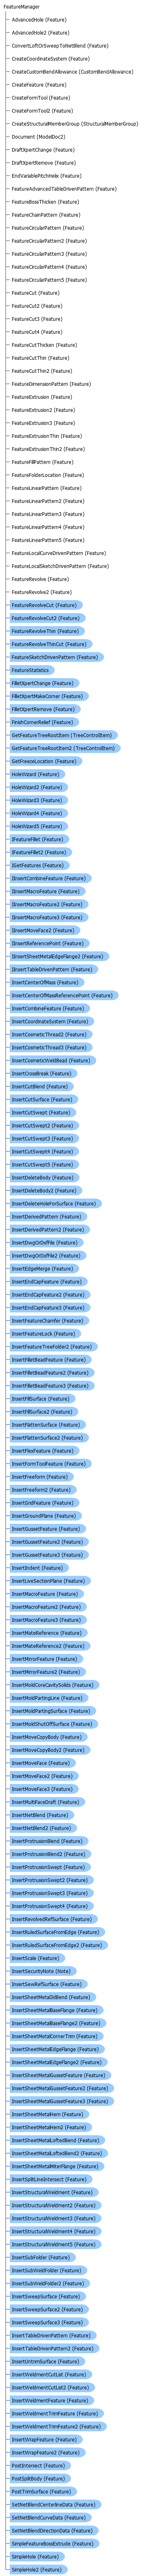 FeatureManager
AdvancedHole (Feature)
AdvancedHole2 (Feature)
ConvertLoftOrSweepToNetBlend (Feature)
CreateCoordinateSystem (Feature)
CreateCustomBendAllowance (CustomBendAllowance)
CreateFeature (Feature)
CreateFormTool (Feature)
CreateFormTool2 (Feature)
CreateStructuralMemberGroup (StructuralMemberGroup)
Document (ModelDoc2)
DraftXpertChange (Feature)
DraftXpertRemove (Feature)
EndVariablePitchHelix (Feature)
FeatureAdvancedTableDrivenPattern (Feature)
FeatureBossThicken (Feature)
FeatureChainPattern (Feature)
FeatureCircularPattern (Feature)
FeatureCircularPattern2 (Feature)
FeatureCircularPattern3 (Feature)
FeatureCircularPattern4 (Feature)
FeatureCircularPattern5 (Feature)
FeatureCut (Feature)
FeatureCut2 (Feature)
FeatureCut3 (Feature)
FeatureCut4 (Feature)
FeatureCutThicken (Feature)
FeatureCutThin (Feature)
FeatureCutThin2 (Feature)
FeatureDimensionPattern (Feature)
FeatureExtrusion (Feature)
FeatureExtrusion2 (Feature)
FeatureExtrusion3 (Feature)
FeatureExtrusionThin (Feature)
FeatureExtrusionThin2 (Feature)
FeatureFillPattern (Feature)
FeatureFolderLocation (Feature)
FeatureLinearPattern (Feature)
FeatureLinearPattern2 (Feature)
FeatureLinearPattern3 (Feature)
FeatureLinearPattern4 (Feature)
FeatureLinearPattern5 (Feature)
FeatureLocalCurveDrivenPattern (Feature)
FeatureLocalSketchDrivenPattern (Feature)
FeatureRevolve (Feature)
FeatureRevolve2 (Feature)
FeatureRevolveCut (Feature)
FeatureRevolveCut2 (Feature)
FeatureRevolveThin (Feature)
FeatureRevolveThinCut (Feature)
FeatureSketchDrivenPattern (Feature)
FeatureStatistics
FilletXpertChange (Feature)
FilletXpertMakeCorner (Feature)
FilletXpertRemove (Feature)
FinishCornerRelief (Feature)
GetFeatureTreeRootItem (TreeControlItem)
GetFeatureTreeRootItem2 (TreeControlItem)
GetFreezeLocation (Feature)
HoleWizard (Feature)
HoleWizard2 (Feature)
HoleWizard3 (Feature)
HoleWizard4 (Feature)
HoleWizard5 (Feature)
IFeatureFillet (Feature)
IFeatureFillet2 (Feature)
IGetFeatures (Feature)
IInsertCombineFeature (Feature)
IInsertMacroFeature (Feature)
IInsertMacroFeature2 (Feature)
IInsertMacroFeature3 (Feature)
IInsertMoveFace2 (Feature)
IInsertReferencePoint (Feature)
IInsertSheetMetalEdgeFlange2 (Feature)
IInsertTableDrivenPattern (Feature)
InsertCenterOfMass (Feature)
InsertCenterOfMassReferencePoint (Feature)
InsertCombineFeature (Feature)
InsertCoordinateSystem (Feature)
InsertCosmeticThread2 (Feature)
InsertCosmeticThread3 (Feature)
InsertCosmeticWeldBead (Feature)
InsertCrossBreak (Feature)
InsertCutBlend (Feature)
InsertCutSurface (Feature)
InsertCutSwept (Feature)
InsertCutSwept2 (Feature)
InsertCutSwept3 (Feature)
InsertCutSwept4 (Feature)
InsertCutSwept5 (Feature)
InsertDeleteBody (Feature)
InsertDeleteBody2 (Feature)
InsertDeleteHoleForSurface (Feature)
InsertDerivedPattern (Feature)
InsertDerivedPattern2 (Feature)
InsertDwgOrDxfFile (Feature)
InsertDwgOrDxfFile2 (Feature)
InsertEdgeMerge (Feature)
InsertEndCapFeature (Feature)
InsertEndCapFeature2 (Feature)
InsertEndCapFeature3 (Feature)
InsertFeatureChamfer (Feature)
InsertFeatureLock (Feature)
InsertFeatureTreeFolder2 (Feature)
InsertFilletBeadFeature (Feature)
InsertFilletBeadFeature2 (Feature)
InsertFilletBeadFeature3 (Feature)
InsertFillSurface (Feature)
InsertFillSurface2 (Feature)
InsertFlattenSurface (Feature)
InsertFlattenSurface2 (Feature)
InsertFlexFeature (Feature)
InsertFormToolFeature (Feature)
InsertFreeform (Feature)
InsertFreeform2 (Feature)
InsertGridFeature (Feature)
InsertGroundPlane (Feature)
InsertGussetFeature (Feature)
InsertGussetFeature2 (Feature)
InsertGussetFeature3 (Feature)
InsertIndent (Feature)
InsertLiveSectionPlane (Feature)
InsertMacroFeature (Feature)
InsertMacroFeature2 (Feature)
InsertMacroFeature3 (Feature)
InsertMateReference (Feature)
InsertMateReference2 (Feature)
InsertMirrorFeature (Feature)
InsertMirrorFeature2 (Feature)
InsertMoldCoreCavitySolids (Feature)
InsertMoldPartingLine (Feature)
InsertMoldPartingSurface (Feature)
InsertMoldShutOffSurface (Feature)
InsertMoveCopyBody (Feature)
InsertMoveCopyBody2 (Feature)
InsertMoveFace (Feature)
InsertMoveFace2 (Feature)
InsertMoveFace3 (Feature)
InsertMultiFaceDraft (Feature)
InsertNetBlend (Feature)
InsertNetBlend2 (Feature)
InsertProtrusionBlend (Feature)
InsertProtrusionBlend2 (Feature)
InsertProtrusionSwept (Feature)
InsertProtrusionSwept2 (Feature)
InsertProtrusionSwept3 (Feature)
InsertProtrusionSwept4 (Feature)
InsertRevolvedRefSurface (Feature)
InsertRuledSurfaceFromEdge (Feature)
InsertRuledSurfaceFromEdge2 (Feature)
InsertScale (Feature)
InsertSecurityNote (Note)
InsertSewRefSurface (Feature)
InsertSheetMetal3dBend (Feature)
InsertSheetMetalBaseFlange (Feature)
InsertSheetMetalBaseFlange2 (Feature)
InsertSheetMetalCornerTrim (Feature)
InsertSheetMetalEdgeFlange (Feature)
InsertSheetMetalEdgeFlange2 (Feature)
InsertSheetMetalGussetFeature (Feature)
InsertSheetMetalGussetFeature2 (Feature)
InsertSheetMetalGussetFeature3 (Feature)
InsertSheetMetalHem (Feature)
InsertSheetMetalHem2 (Feature)
InsertSheetMetalLoftedBend (Feature)
InsertSheetMetalLoftedBend2 (Feature)
InsertSheetMetalMiterFlange (Feature)
InsertSplitLineIntersect (Feature)
InsertStructuralWeldment (Feature)
InsertStructuralWeldment2 (Feature)
InsertStructuralWeldment3 (Feature)
InsertStructuralWeldment4 (Feature)
InsertStructuralWeldment5 (Feature)
InsertSubFolder (Feature)
InsertSubWeldFolder (Feature)
InsertSubWeldFolder2 (Feature)
InsertSweepSurface (Feature)
InsertSweepSurface2 (Feature)
InsertSweepSurface3 (Feature)
InsertTableDrivenPattern (Feature)
InsertTableDrivenPattern2 (Feature)
InsertUntrimSurface (Feature)
InsertWeldmentCutList (Feature)
InsertWeldmentCutList2 (Feature)
InsertWeldmentFeature (Feature)
InsertWeldmentTrimFeature (Feature)
InsertWeldmentTrimFeature2 (Feature)
InsertWrapFeature (Feature)
InsertWrapFeature2 (Feature)
PostIntersect (Feature)
PostSplitBody (Feature)
PostTrimSurface (Feature)
SetNetBlendCenterlineData (Feature)
SetNetBlendCurveData (Feature)
SetNetBlendDirectionData (Feature)
SimpleFeatureBossExtrude (Feature)
SimpleHole (Feature)
SimpleHole2 (Feature)